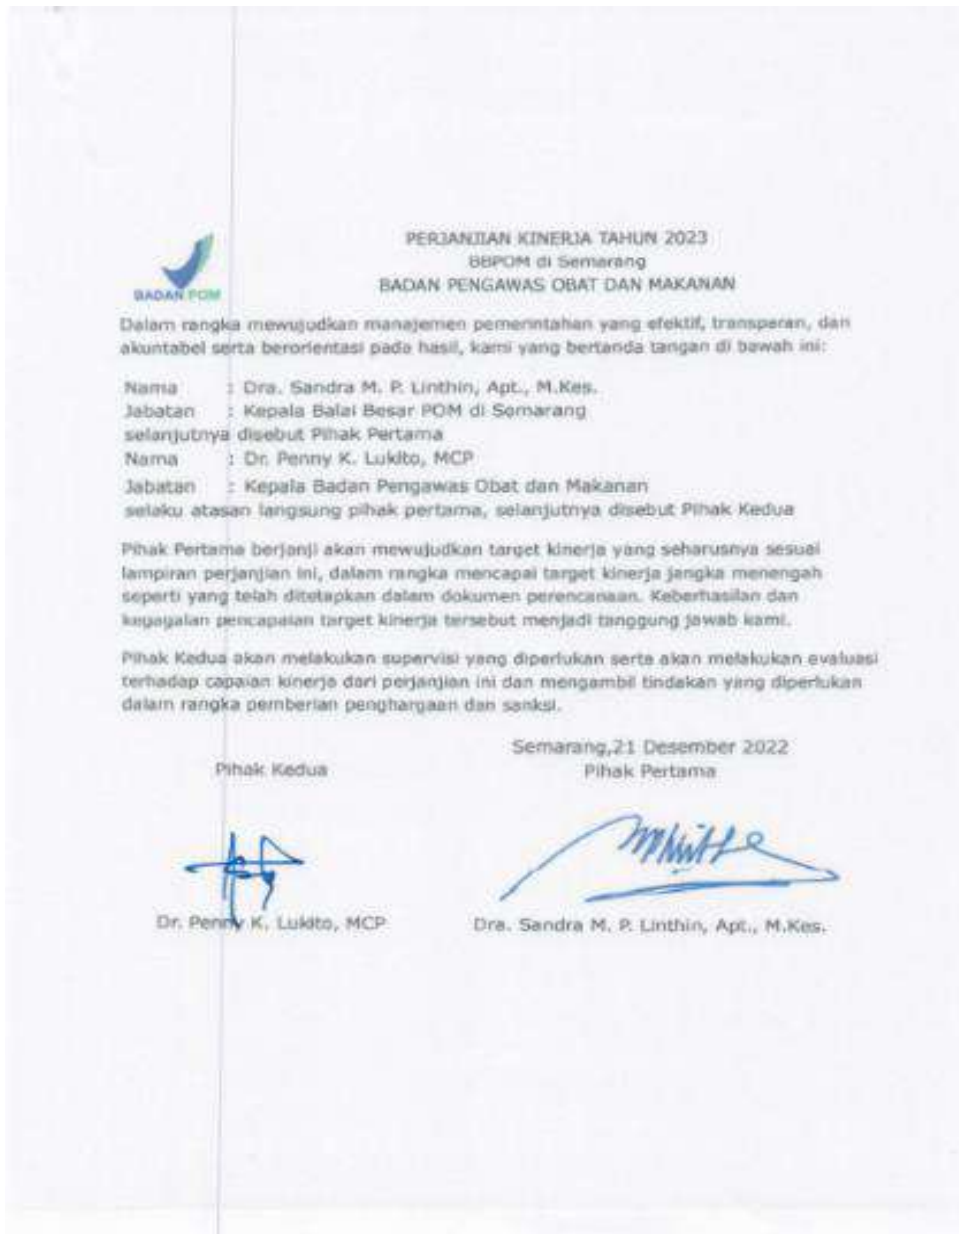 PERJANJIAN KINERJA TAHUN 2023
BBPOM di Semarang
BADAN PENGAWAS OBAT DAN MAKANAN
BADAN POM
Dalam rangka mewujudkan manajemen pemerintahan yang efektif, transparan, dan
akuntabel serta berorientasi pada hasil, kami yang bertanda tangan di bawah ini:
Nama : Dra. Sandra M. P. Linthin, Apt., M.Kes.
Jabatan : Kepala Balai Besar POM di Semarang
selanjutnya disebut Pihak Pertama
Nama : Dr. Penny K. Lukito, MCP
Jabatan : Kepala Badan Pengawas Obat dan Makanan
selaku atasan langsung pihak pertama, selanjutnya disebut Pihak Kedua
Pihak Pertama berjanji akan mewujudkan target kinerja yang seharusnya sesuai
lampiran perjanjian ini, dalam rangka mencapai target kinerja jangka menengah
seperti yang telah ditetapkan dalam dokumen perencanaan. Keberhasilan dan
kegagalan pencapaian target kinerja tersebut menjadi tanggung jawab kami.
Pihak Kedua akan melakukan supervisi yang diperlukan serta akan melakukan evaluasi
terhadap capaian kinerja dari perjanjian ini dan mengambil tindakan yang diperlukan
dalam rangka pemberian penghargaan dan sanksi.
Semarang,21 Desember 2022
Pihak Kedua
Pihak Pertama
Dr. Penny K. Lukito, MCP
Dra. Sandra M. P. Linthin, Apt., M.Kes.